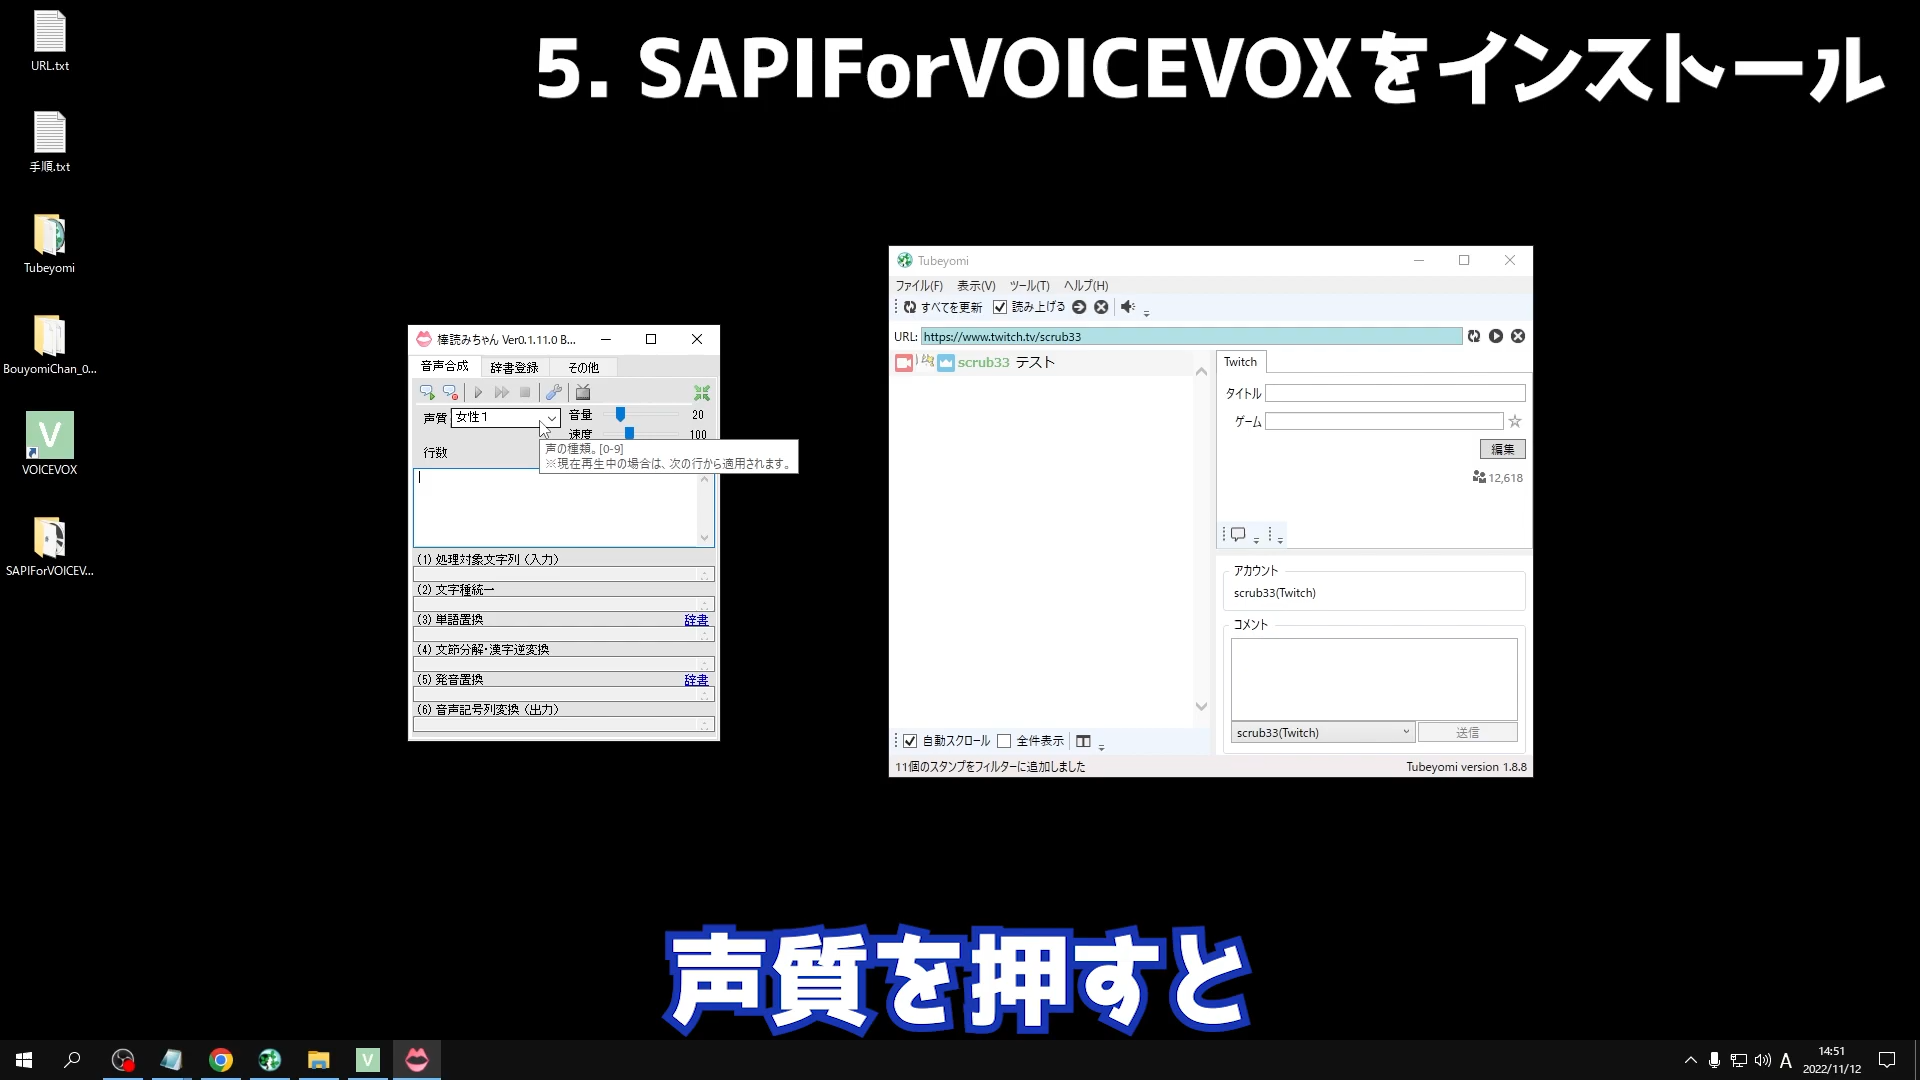 5. SAPIForVOICEVOXをインストール
URL.txt
手順.txt
Tubeyomi
BouyomiChan_0...
VOICEVOX
SAPIForVOICEV...
棒読みちゃん Ver0.1.11.0 B...
音声合成 辞書登録 その他
声質 女性1 音量 20
速度 100
行数
声の種類。[0-9]
※現在再生中の場合は、次の行から適用されます。
(1) 処理対象文字列(入力)
(2) 文字種統一
(3) 単語置換 辞書
(4) 文節分解・漢字逆変換
(5) 発音置換 辞書
(6) 音声記号列変換(出力)
Tubeyomi
ファイル(F) 表示(V) ツール(T) ヘルプ(H)
すべてを更新 読み上げる
URL: https://www.twitch.tv/scrub33
scrub33 テスト
Twitch
タイトル
ゲーム
編集
12,618
アカウント
scrub33(Twitch)
コメント
scrub33(Twitch) 送信
自動スクロール 全件表示
11個のスタンプをフィルターに追加しました Tubeyomi version 1.8.8
声質を押すと
V
A
14:51
2022/11/12